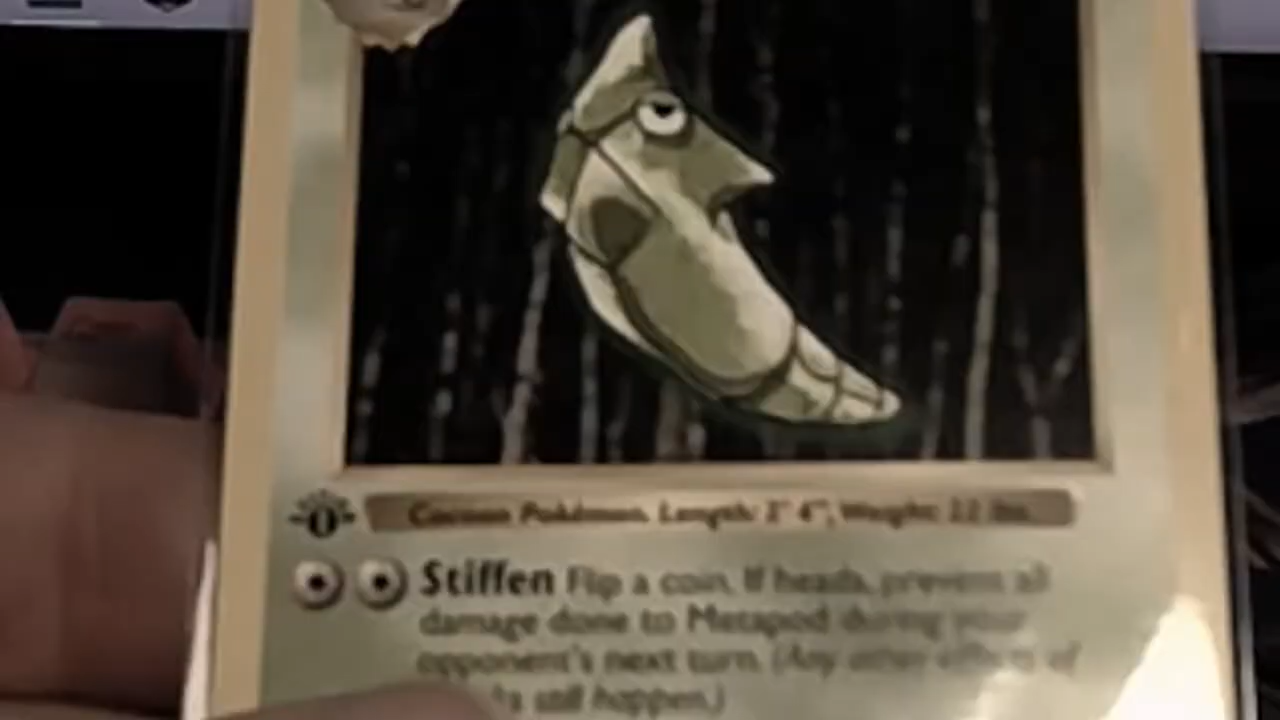 1
Cocoon Pokémon. Length: 2' 4", Weight: 22 lbs.
Stiffen Flip a coin. If heads, prevent all
damage done to Metapod during your
opponent's next turn. (Any other effects of
still happen.)